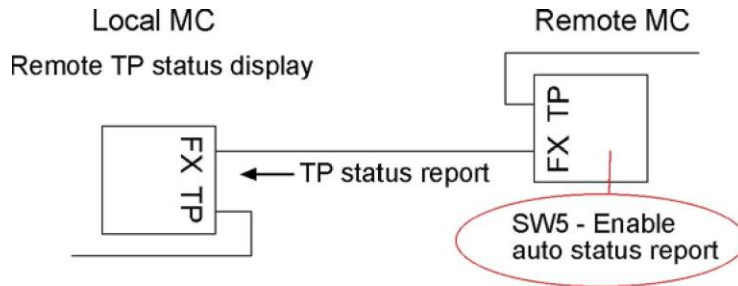 Local MC
Remote MC
Remote TP status display
FX TP
FX TP
TP status report
SW5 - Enable
auto status report